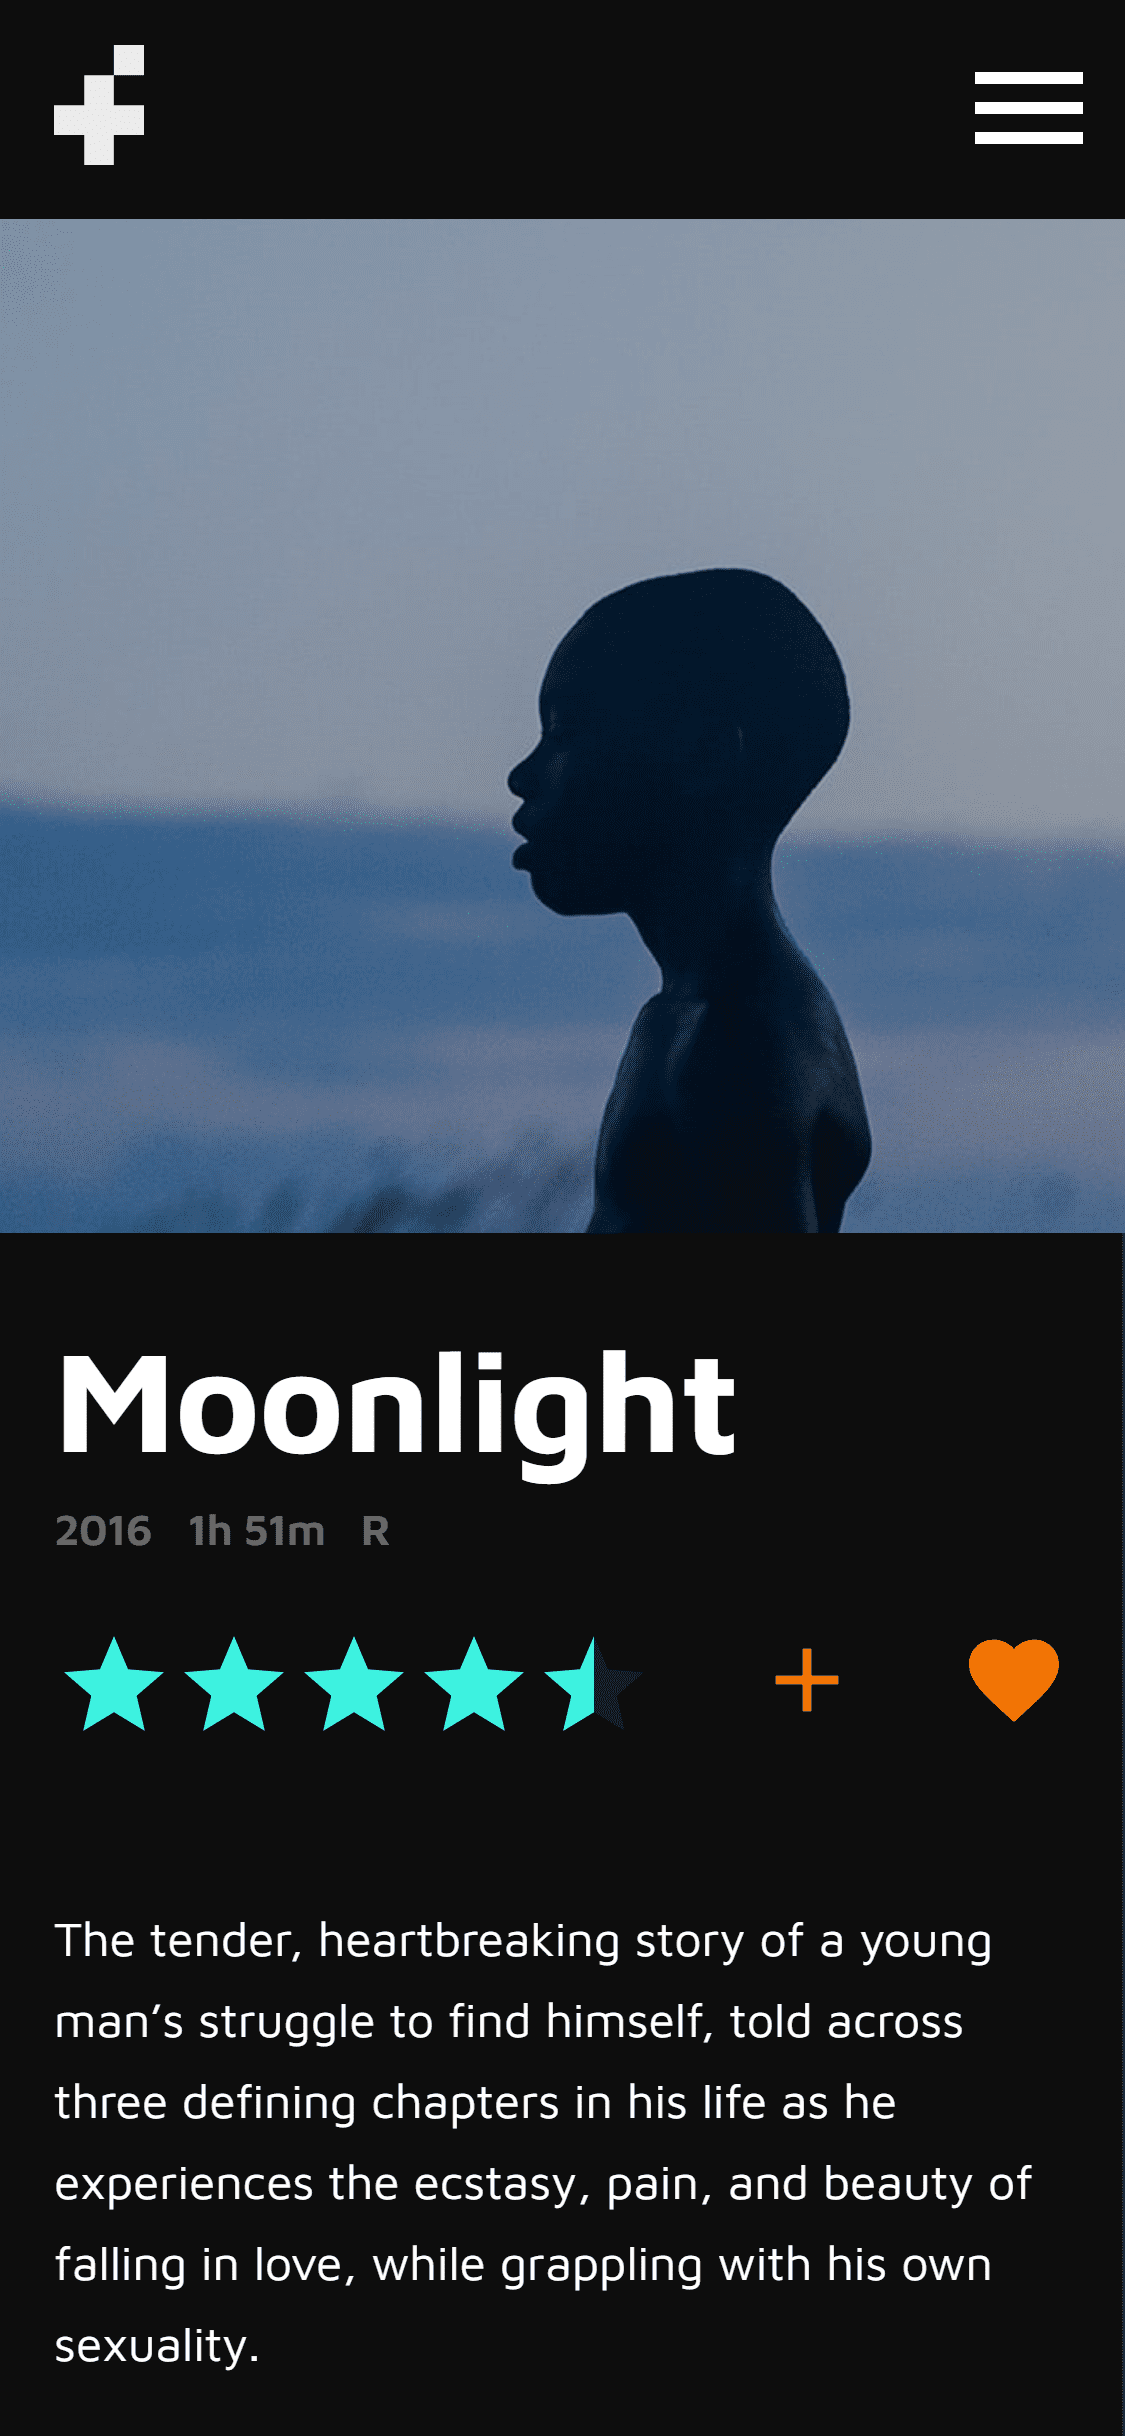 Moonlight
2016 1h 51m R
The tender, heartbreaking story of a young
man’s struggle to find himself, told across
three defining chapters in his life as he
experiences the ecstasy, pain, and beauty of
falling in love, while grappling with his own
sexuality.